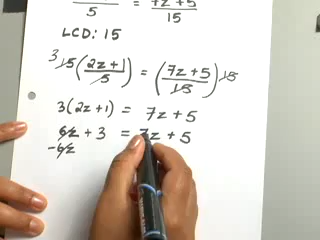 5 = 7z+5/15
LCD: 15
3 15 (2z+1/5) = (7z+5/15) 15
3(2z+1) = 7z+5
6z + 3 = 7z + 5
-6z